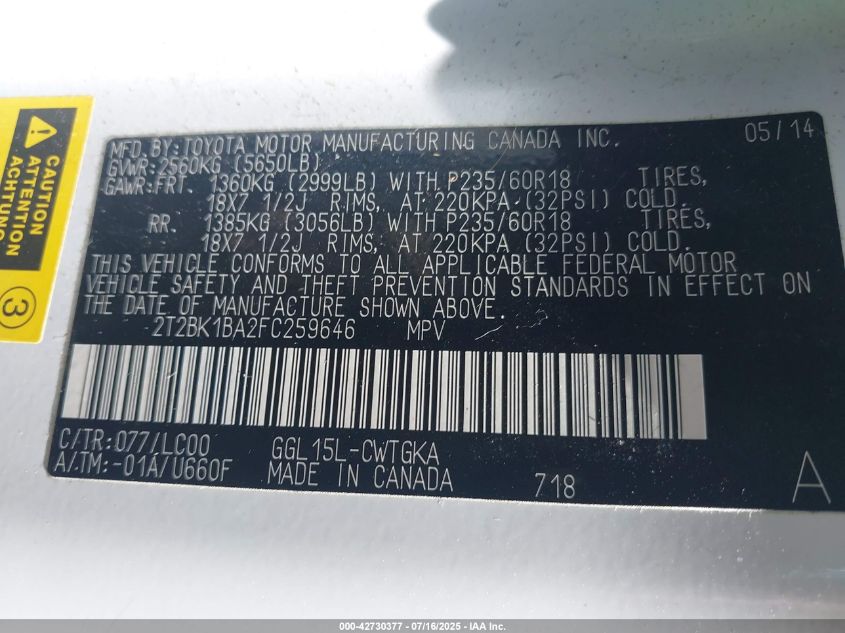 ATTENTION
ACHTUNG
3
MFD. BY: TOYOTA MOTOR MANUFACTURING CANADA INC. 05/14
GVWR: 2560KG (5650LB)
GAWR: FRT. 1360KG (2999LB) WITH P235/60R18 TIRES,
18X7 1/2J RIMS, AT 220KPA (32PSI) COLD.
RR. 1385KG (3056LB) WITH P235/60R18 TIRES,
18X7 1/2J RIMS, AT 220KPA (32PSI) COLD.
THIS VEHICLE CONFORMS TO ALL APPLICABLE FEDERAL MOTOR
VEHICLE SAFETY AND THEFT PREVENTION STANDARDS IN EFFECT ON
THE DATE OF MANUFACTURE SHOWN ABOVE.
2T2BK1BA2FC259646 MPV
C/TR: 077/LC00 GGL15L-CWTGKA
A/TM: -01A/U660F MADE IN CANADA 718 A
000-42730377 - 07/16/2025 - IAA Inc.